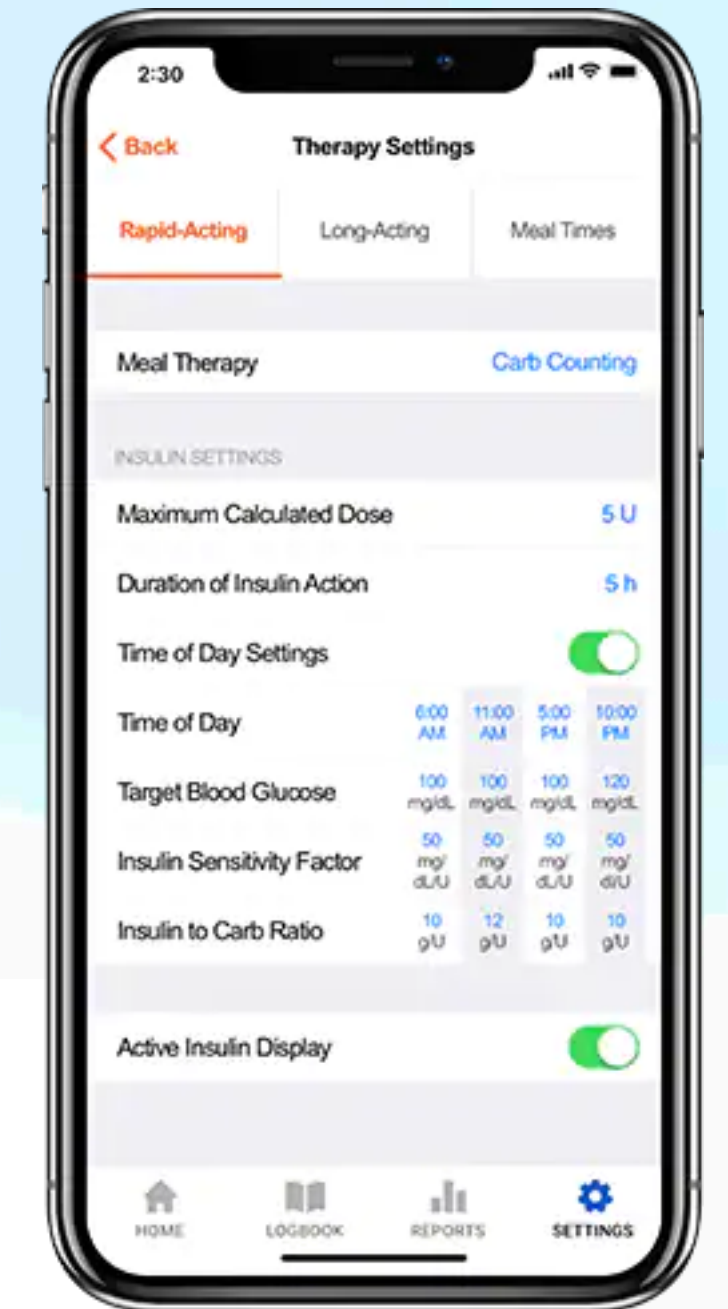 2:30
Back Therapy Settings
Rapid-Acting Long-Acting Meal Times
Meal Therapy Carb Counting
INSULIN SETTINGS
Maximum Calculated Dose 5 U
Duration of Insulin Action 5 h
Time of Day Settings
Time of Day 6:00 AM 11:00 AM 5:00 PM 10:00 PM
Target Blood Glucose 100 mg/dL 100 mg/dL 100 mg/dL 120 mg/dL
Insulin Sensitivity Factor 50 mg/dL/U 50 mg/dL/U 50 mg/dL/U 50 mg/dl/U
Insulin to Carb Ratio 10 g/U 12 g/U 10 g/U 10 g/U
Active Insulin Display
HOME LOGBOOK REPORTS SETTINGS